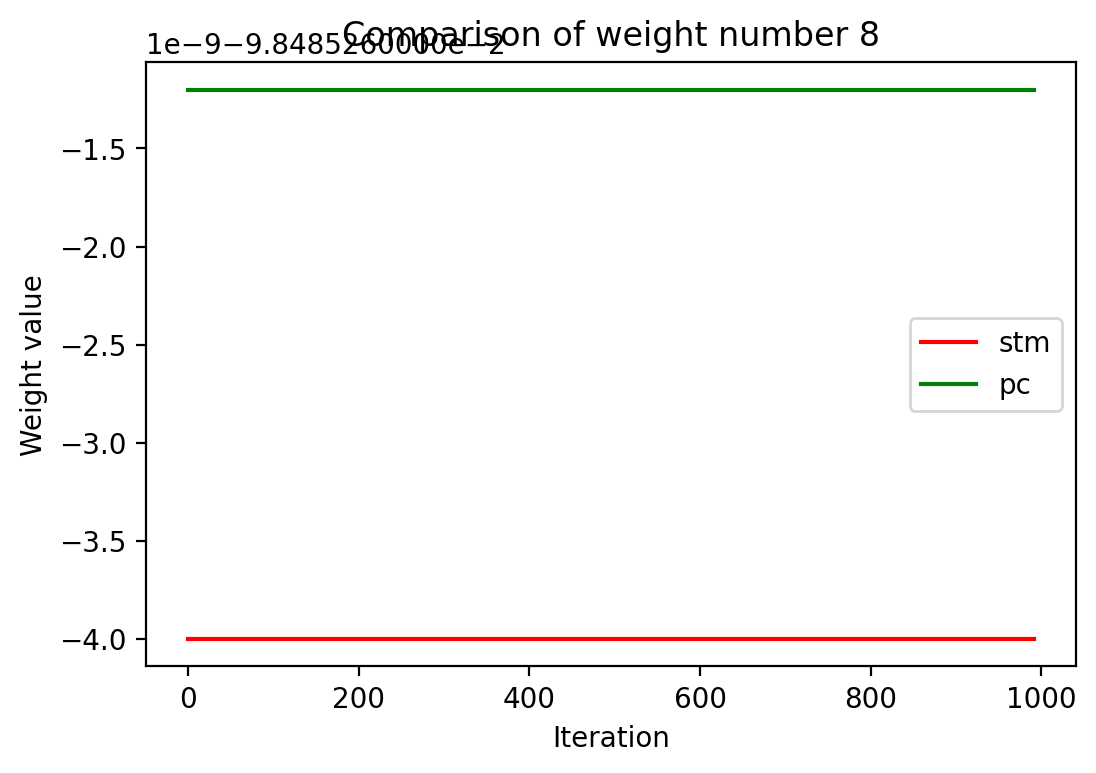 Comparison of weight number 8
1e−9−9.8485260000e−2
−1.5
−2.0
−2.5
−3.0
−3.5
−4.0
Weight value
stm
pc
0 200 400 600 800 1000
Iteration